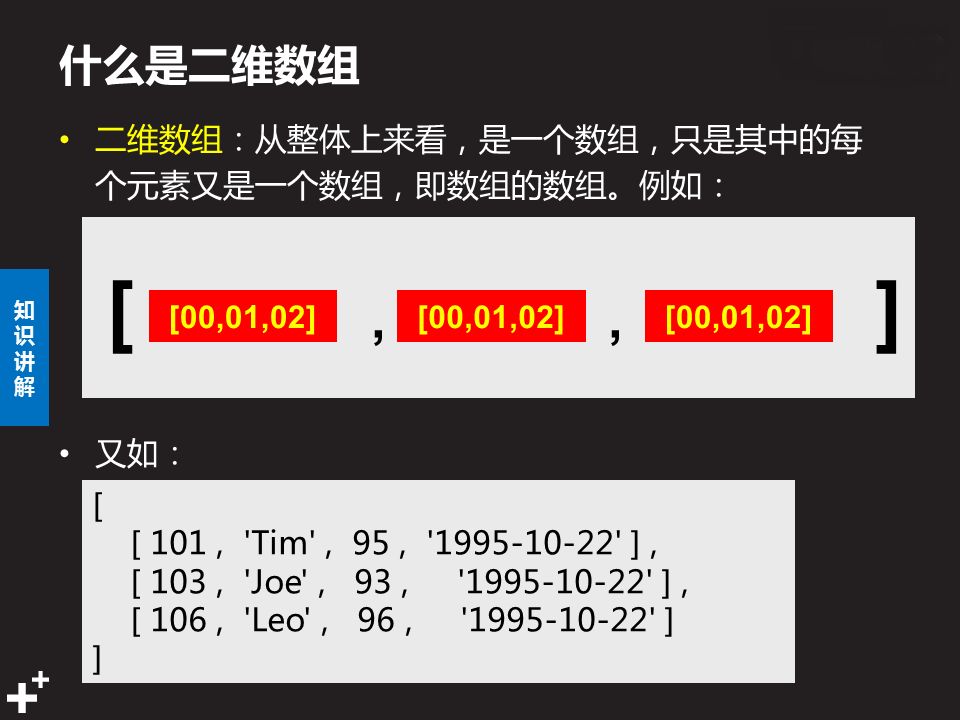 什么是二维数组
• 二维数组：从整体上来看，是一个数组，只是其中的每
个元素又是一个数组，即数组的数组。例如：
[ [00,01,02] , [00,01,02] , [00,01,02] ]
知
识
讲
解
• 又如：
[
[ 101 , 'Tim' , 95 , '1995-10-22' ] ,
[ 103 , 'Joe' , 93 , '1995-10-22' ] ,
[ 106 , 'Leo' , 96 , '1995-10-22' ]
]